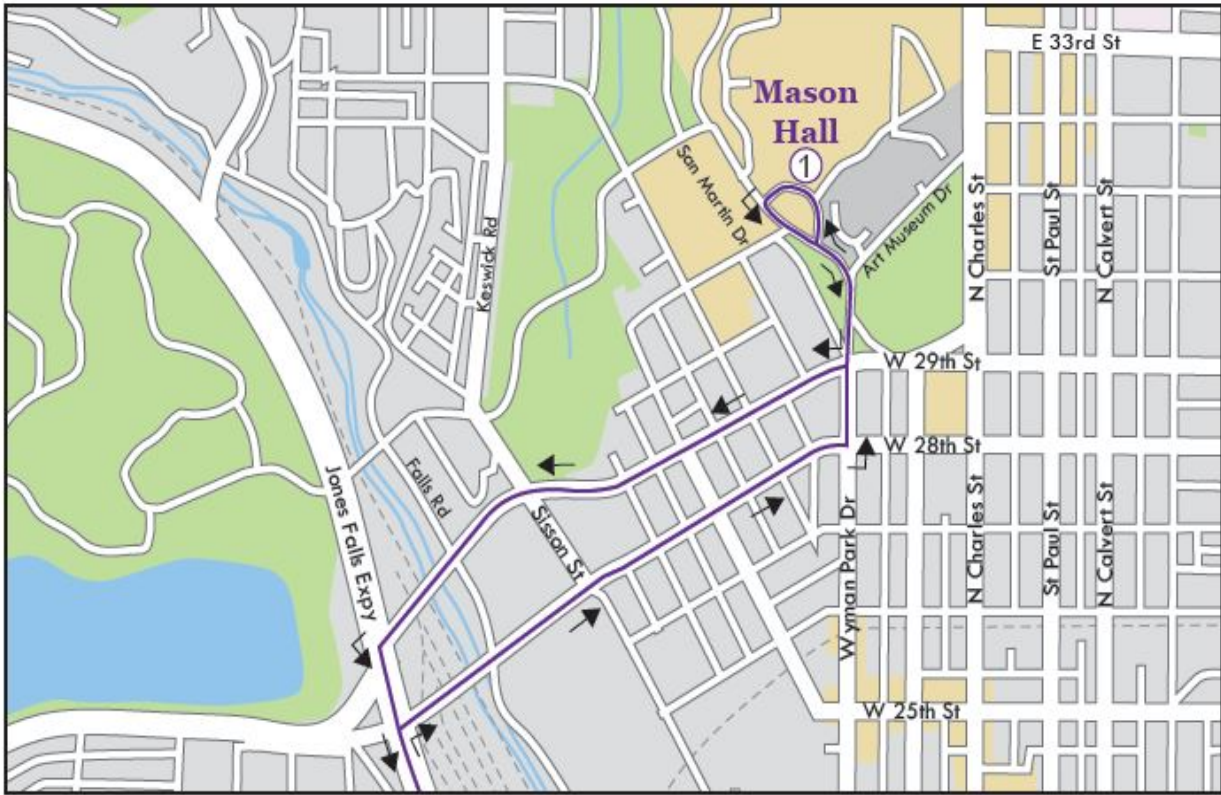 E 33rd St
Mason
Hall
1
San Martin Dr
Art Museum Dr
Keswick Rd
N Charles St
St Paul St
N Calvert St
W 29th St
W 28th St
Jones Falls Expy
Falls Rd
Sisson St
Wyman Park Dr
N Charles St
St Paul St
N Calvert St
W 25th St